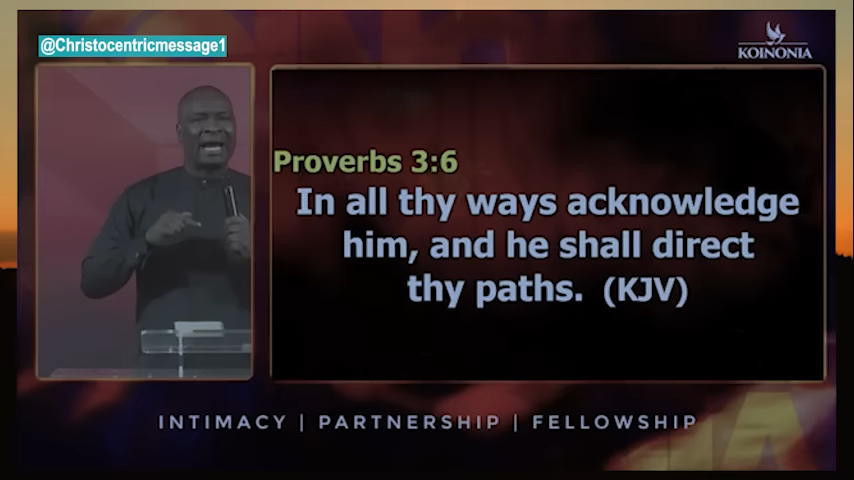 @Christocentricmessage1
KOINONIA
Proverbs 3:6
In all thy ways acknowledge
him, and he shall direct
thy paths. (KJV)
INTIMACY | PARTNERSHIP | FELLOWSHIP